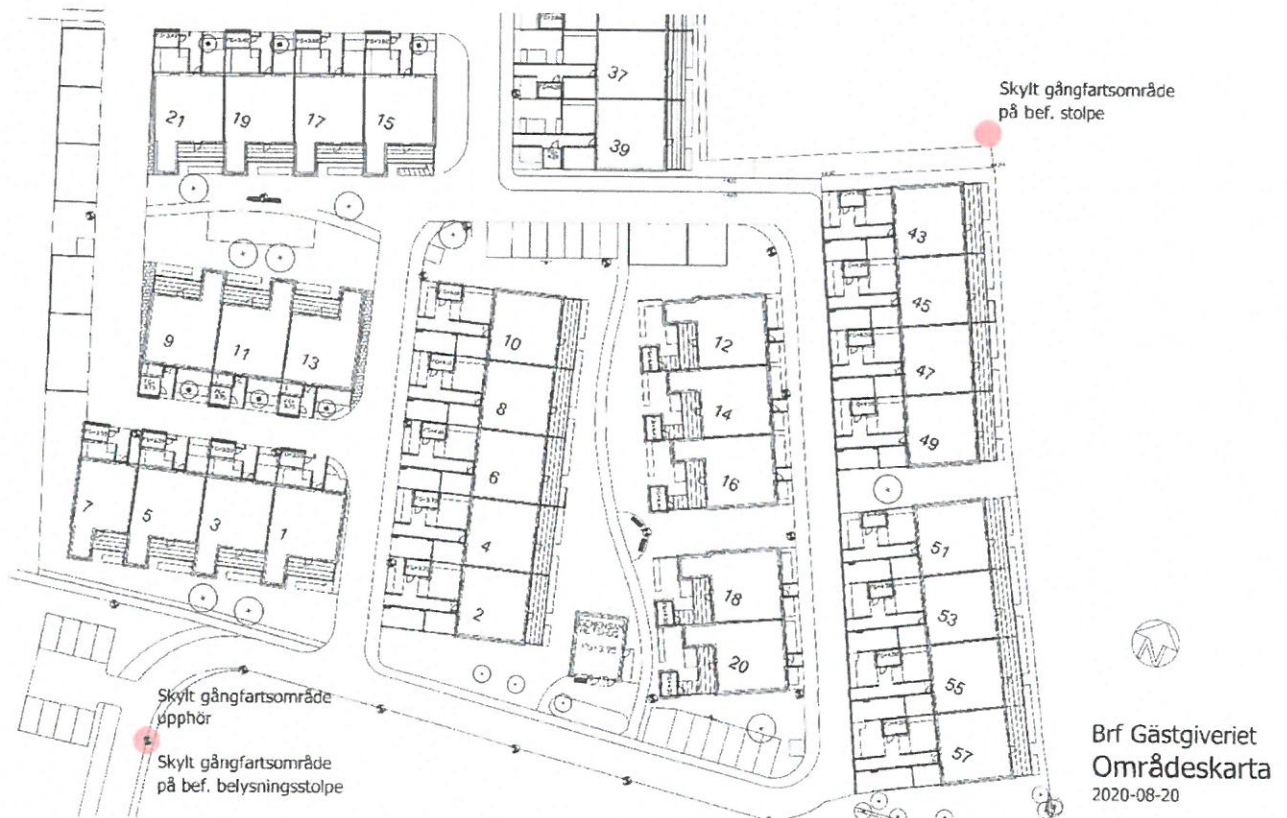 37
39
Skylt gångfartsområde
på bef. stolpe
21 19 17 15
43
45
47
49
9 11 13
10
8
6
4
2
12
14
16
18
20
7 5 3 1
51
53
55
57
Skylt gångfartsområde
upphör
Skylt gångfartsområde
på bef. belysningsstolpe
Brf Gästgiveriet
Områdeskarta
2020-08-20